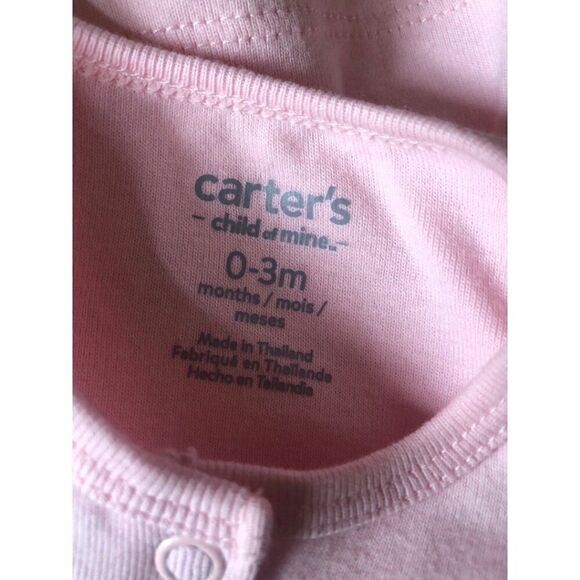 carter's
- child of mine. -
0-3m
months / mois /
meses
Made in Thailand
Fabriqué en Thaïlande
Hecho en Tailandia